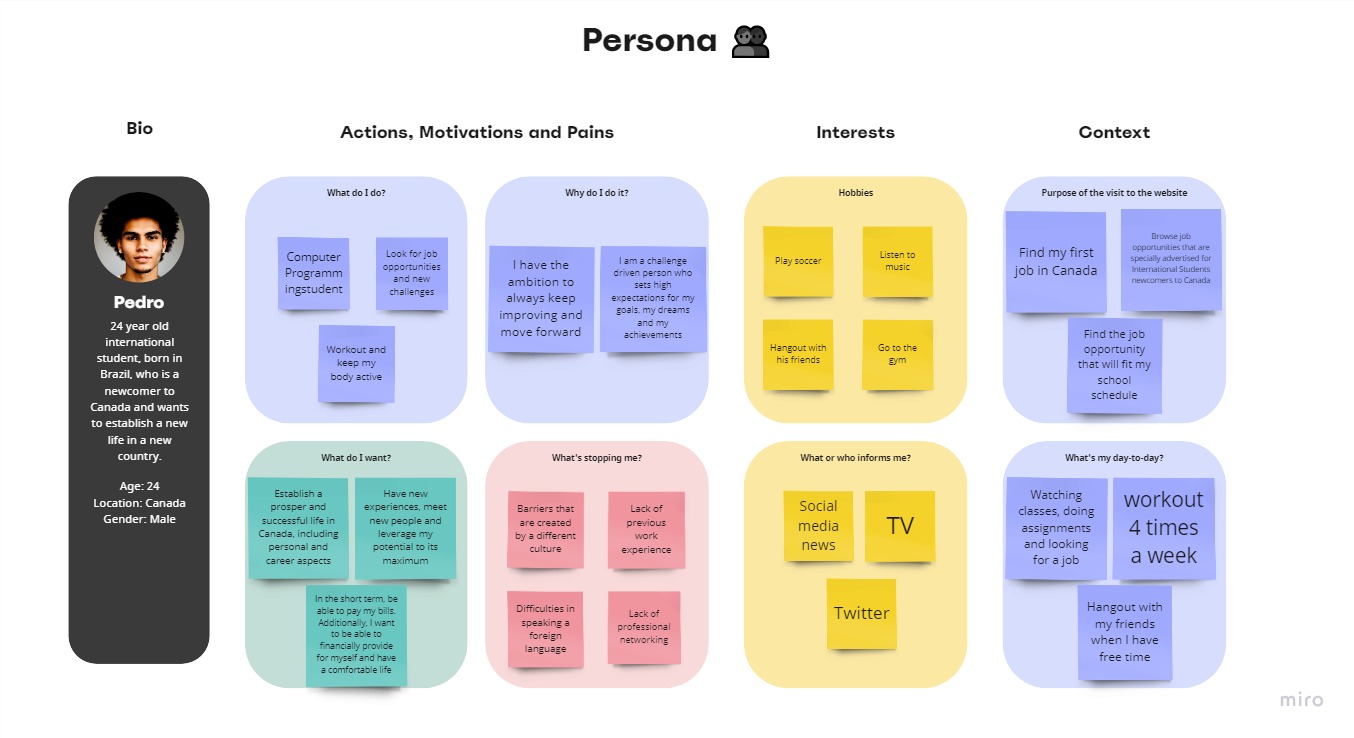 Persona
Bio
Pedro
24 year old
international
student, born in
Brazil, who is a
newcomer to
Canada and wants
to establish a new
life in a new
country.
Age: 24
Location: Canada
Gender: Male
Actions, Motivations and Pains
What do I do?
Computer
Programm
ingstudent
Look for job
opportunities
and new
challenges
Workout and
keep my
body active
Why do I do it?
I have the
ambition to
always keep
improving and
move forward
I am a challenge
driven person who
sets high
expectations for my
goals, my dreams
and my
achievements
What do I want?
Establish a
prosper and
successful life in
Canada, including
personal and
career aspects
Have new
experiences, meet
new people and
leverage my
potential to its
maximum
In the short term, be
able to pay my bills.
Additionally, I want
to be able to
financially provide
for myself and have
a comfortable life
What's stopping me?
Barriers that
are created
by a different
culture
Lack of
previous
work
experience
Difficulties in
speaking a
foreign
language
Lack of
professional
networking
Interests
Hobbies
Play soccer
Listen to
music
Hangout with
his friends
Go to the
gym
What or who informs me?
Social
media
news
TV
Twitter
Context
Purpose of the visit to the website
Find my first
job in Canada
Browse job
opportunities that are
specially advertised for
International Students
newcomers to Canada
Find the job
opportunity
that will fit my
school
schedule
What's my day-to-day?
Watching
classes, doing
assignments
and looking
for a job
workout
4 times
a week
Hangout with
my friends
when I have
free time
miro